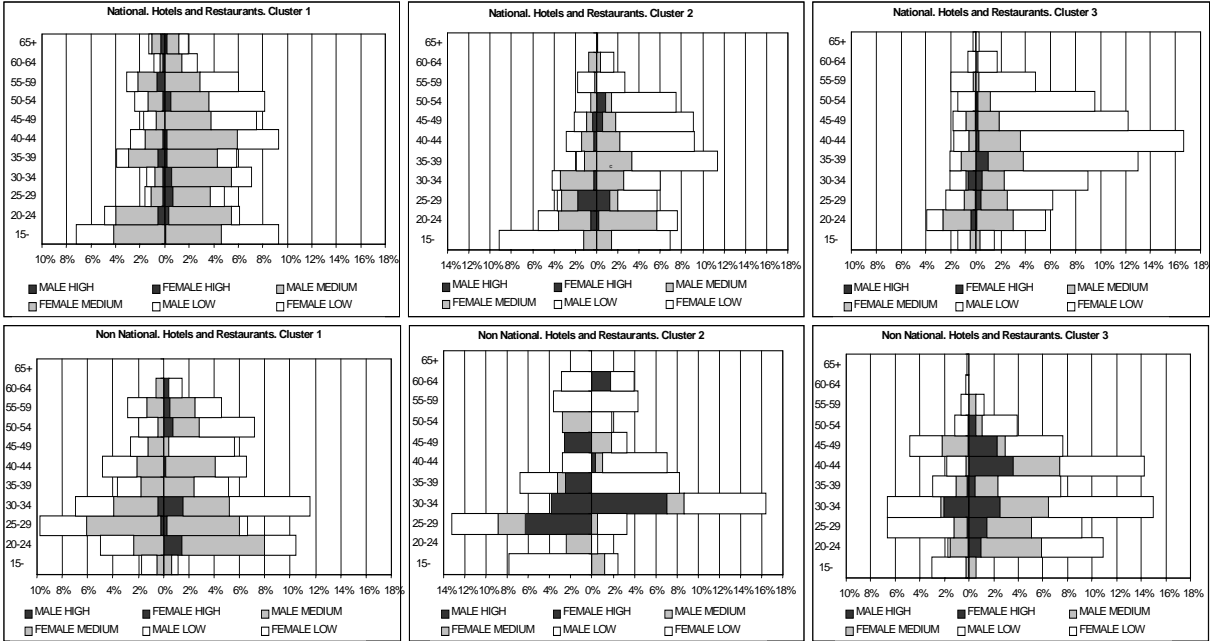 National. Hotels and Restaurants. Cluster 1
65+
60-64
55-59
50-54
45-49
40-44
35-39
30-34
25-29
20-24
15-
10% 8% 6% 4% 2% 0% 2% 4% 6% 8% 10% 12% 14% 16% 18%
MALE HIGH FEMALE HIGH MALE MEDIUM
FEMALE MEDIUM MALE LOW FEMALE LOW
National. Hotels and Restaurants. Cluster 2
65+
60-64
55-59
50-54
45-49
40-44
35-39
30-34
25-29
20-24
15-
14% 12% 10% 8% 6% 4% 2% 0% 2% 4% 6% 8% 10% 12% 14% 16% 18%
MALE HIGH FEMALE HIGH MALE MEDIUM
FEMALE MEDIUM MALE LOW FEMALE LOW
National. Hotels and Restaurants. Cluster 3
65+
60-64
55-59
50-54
45-49
40-44
35-39
30-34
25-29
20-24
15-
10% 8% 6% 4% 2% 0% 2% 4% 6% 8% 10% 12% 14% 16% 18%
MALE HIGH FEMALE HIGH MALE MEDIUM
FEMALE MEDIUM MALE LOW FEMALE LOW
Non National. Hotels and Restaurants. Cluster 1
65+
60-64
55-59
50-54
45-49
40-44
35-39
30-34
25-29
20-24
15-
10% 8% 6% 4% 2% 0% 2% 4% 6% 8% 10% 12% 14% 16% 18%
MALE HIGH FEMALE HIGH MALE MEDIUM
FEMALE MEDIUM MALE LOW FEMALE LOW
Non National. Hotels and Restaurants. Cluster 2
65+
60-64
55-59
50-54
45-49
40-44
35-39
30-34
25-29
20-24
15-
14% 12% 10% 8% 6% 4% 2% 0% 2% 4% 6% 8% 10% 12% 14% 16% 18%
MALE HIGH FEMALE HIGH MALE MEDIUM
FEMALE MEDIUM MALE LOW FEMALE LOW
Non National. Hotels and Restaurants. Cluster 3
65+
60-64
55-59
50-54
45-49
40-44
35-39
30-34
25-29
20-24
15-
10% 8% 6% 4% 2% 0% 2% 4% 6% 8% 10% 12% 14% 16% 18%
MALE HIGH FEMALE HIGH MALE MEDIUM
FEMALE MEDIUM MALE LOW FEMALE LOW